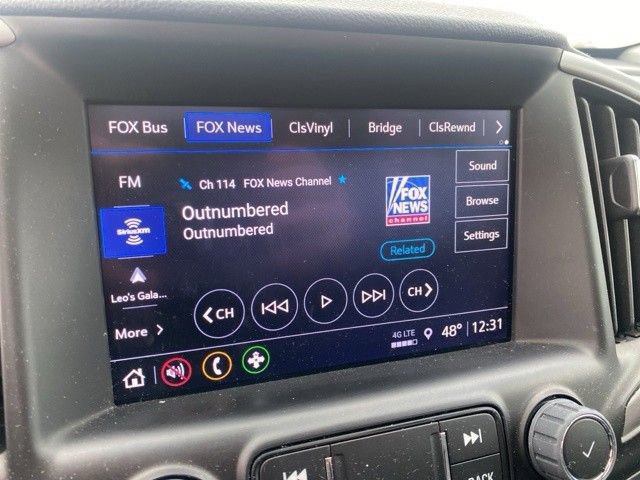 FOX Bus FOX News ClsVinyl Bridge ClsRewnd
FM
Ch 114 FOX News Channel
Outnumbered
Outnumbered
FOX
NEWS
channel
Sound
Browse
Settings
Related
SiriusXM
Leo's Gala...
More
CH
CH
4G LTE
48° 12:31
BACK